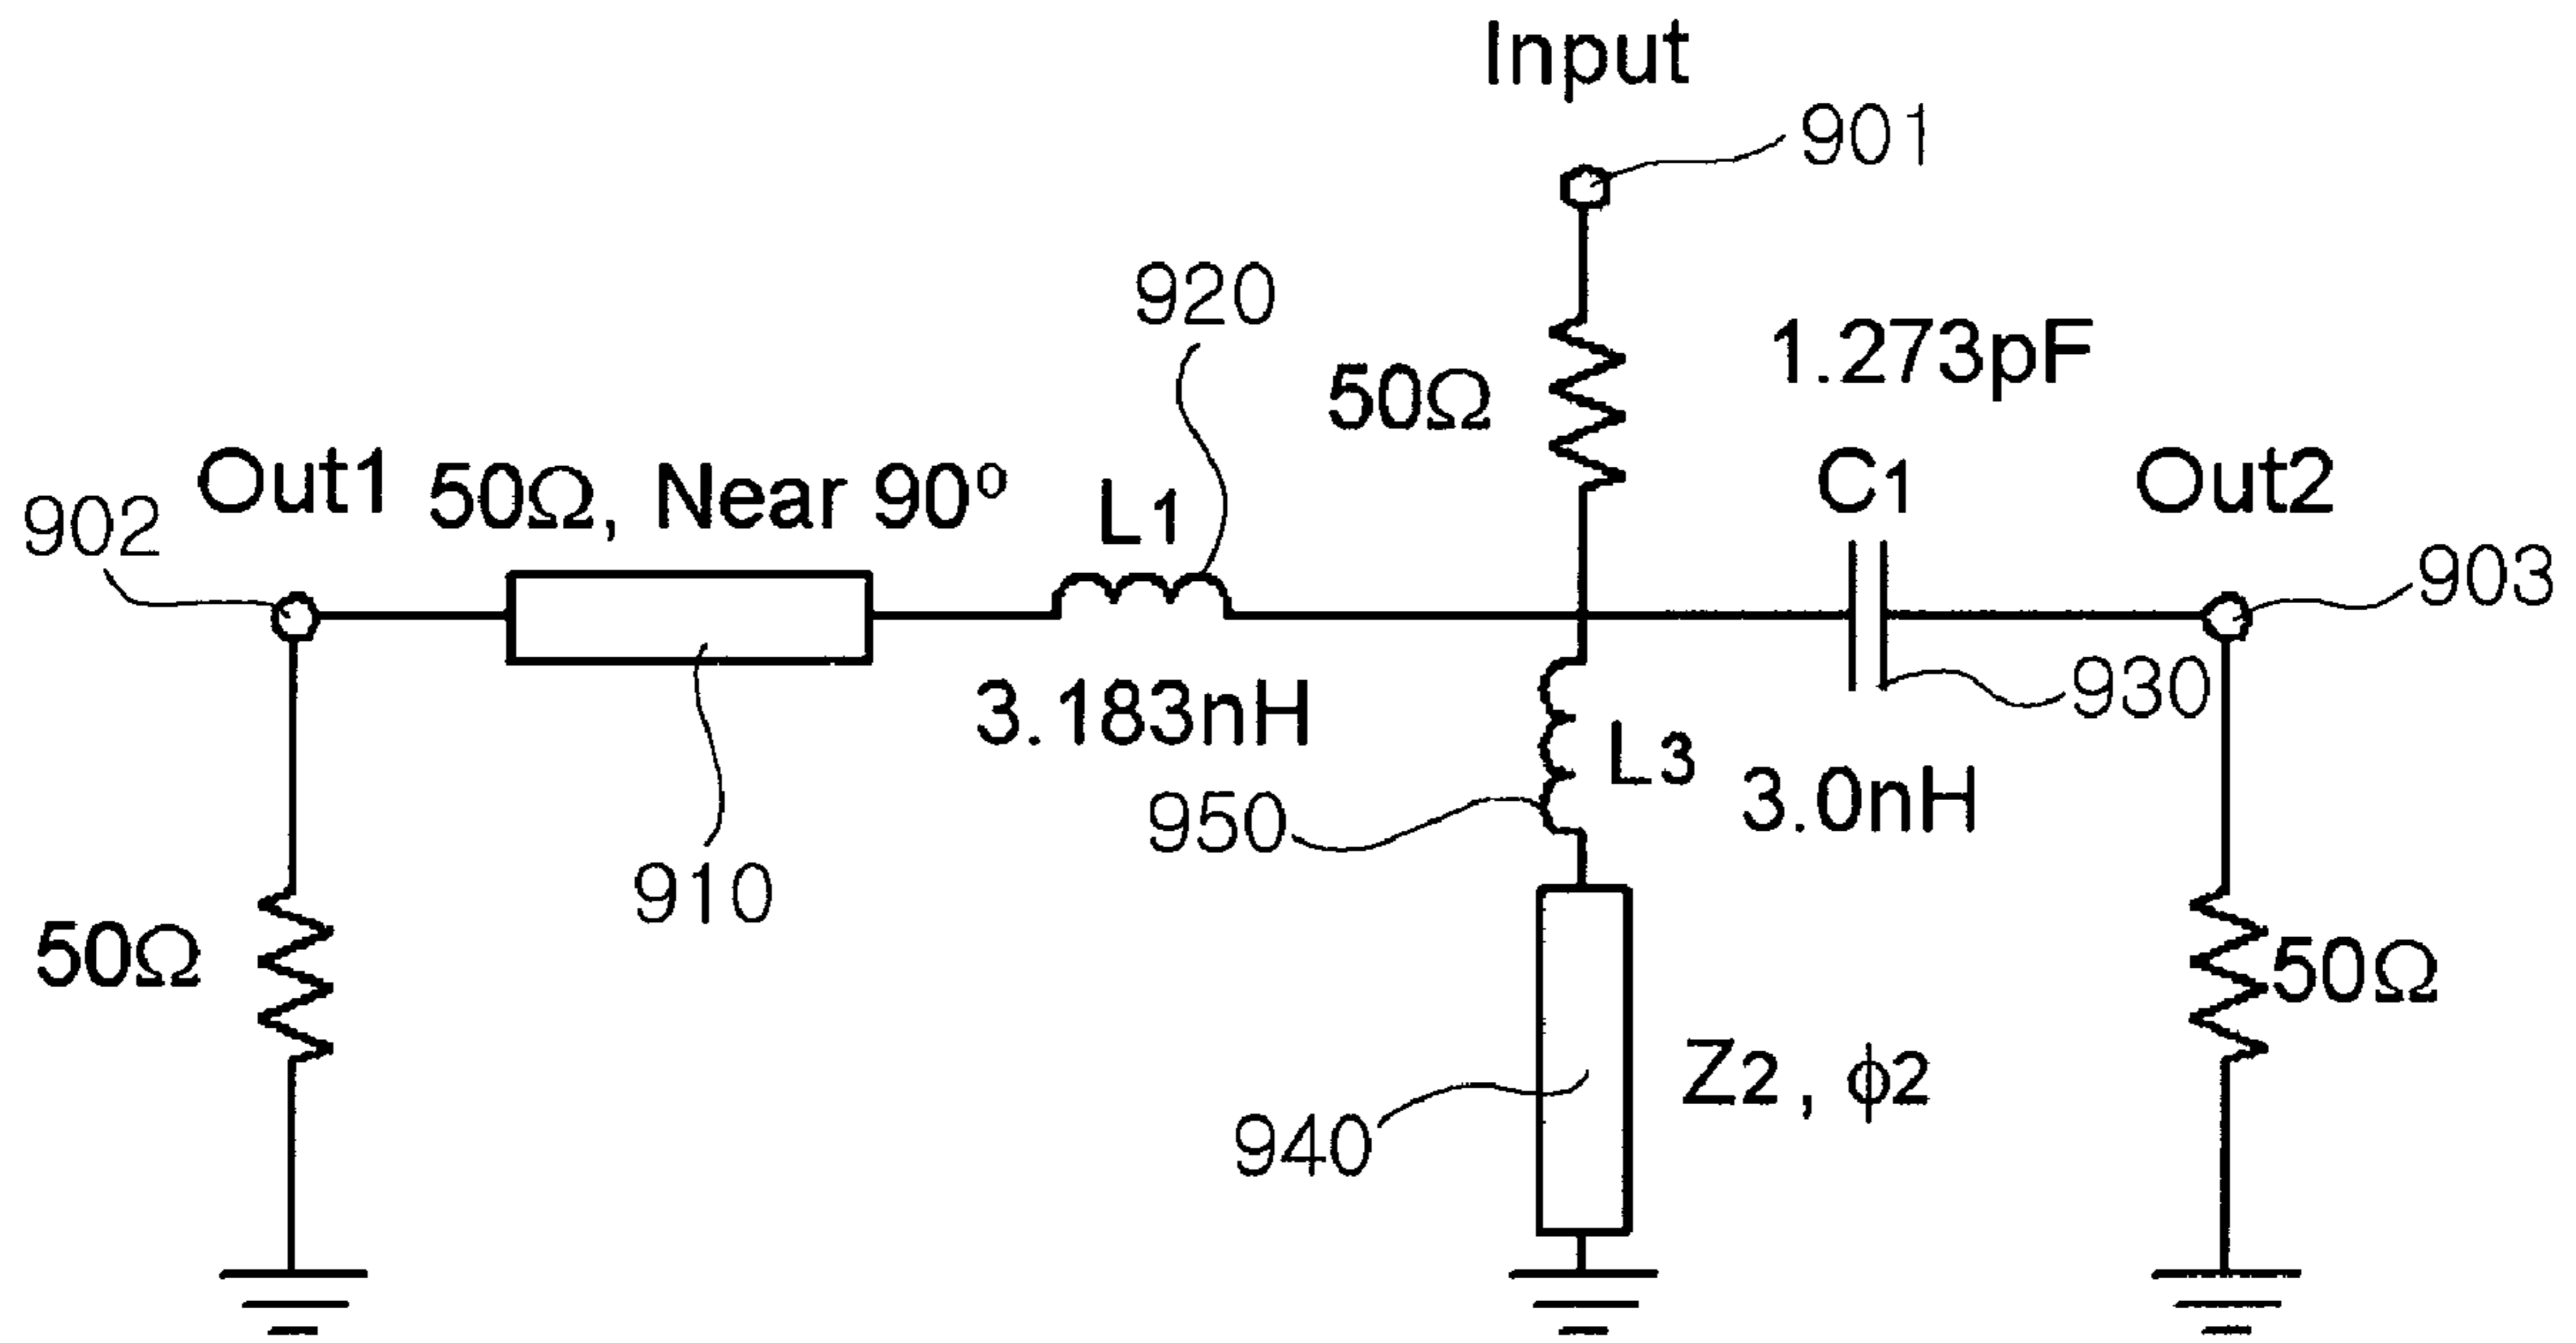 Input
901
920
50Ω
1.273pF
Out1
50Ω, Near 90°
L1
C1
Out2
902
903
3.183nH
930
L3
3.0nH
950
910
50Ω
50Ω
940
Z2, ϕ2